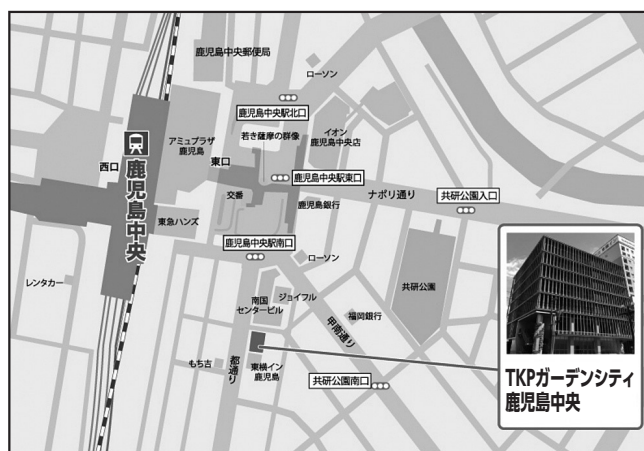 鹿児島中央郵便局
ローソン
鹿児島中央駅北口
若き薩摩の群像
イオン
鹿児島中央店
アミュプラザ
鹿児島
西口
東口
鹿児島中央
鹿児島中央駅東口
ナポリ通り
共研公園入口
交番
鹿児島銀行
東急ハンズ
鹿児島中央駅南口
ローソン
レンタカー
南国
センタービル
ジョイフル
福岡銀行
共研公園
甲南通り
もち吉
都通り
東横イン
鹿児島
共研公園南口
TKPガーデンシティ
鹿児島中央